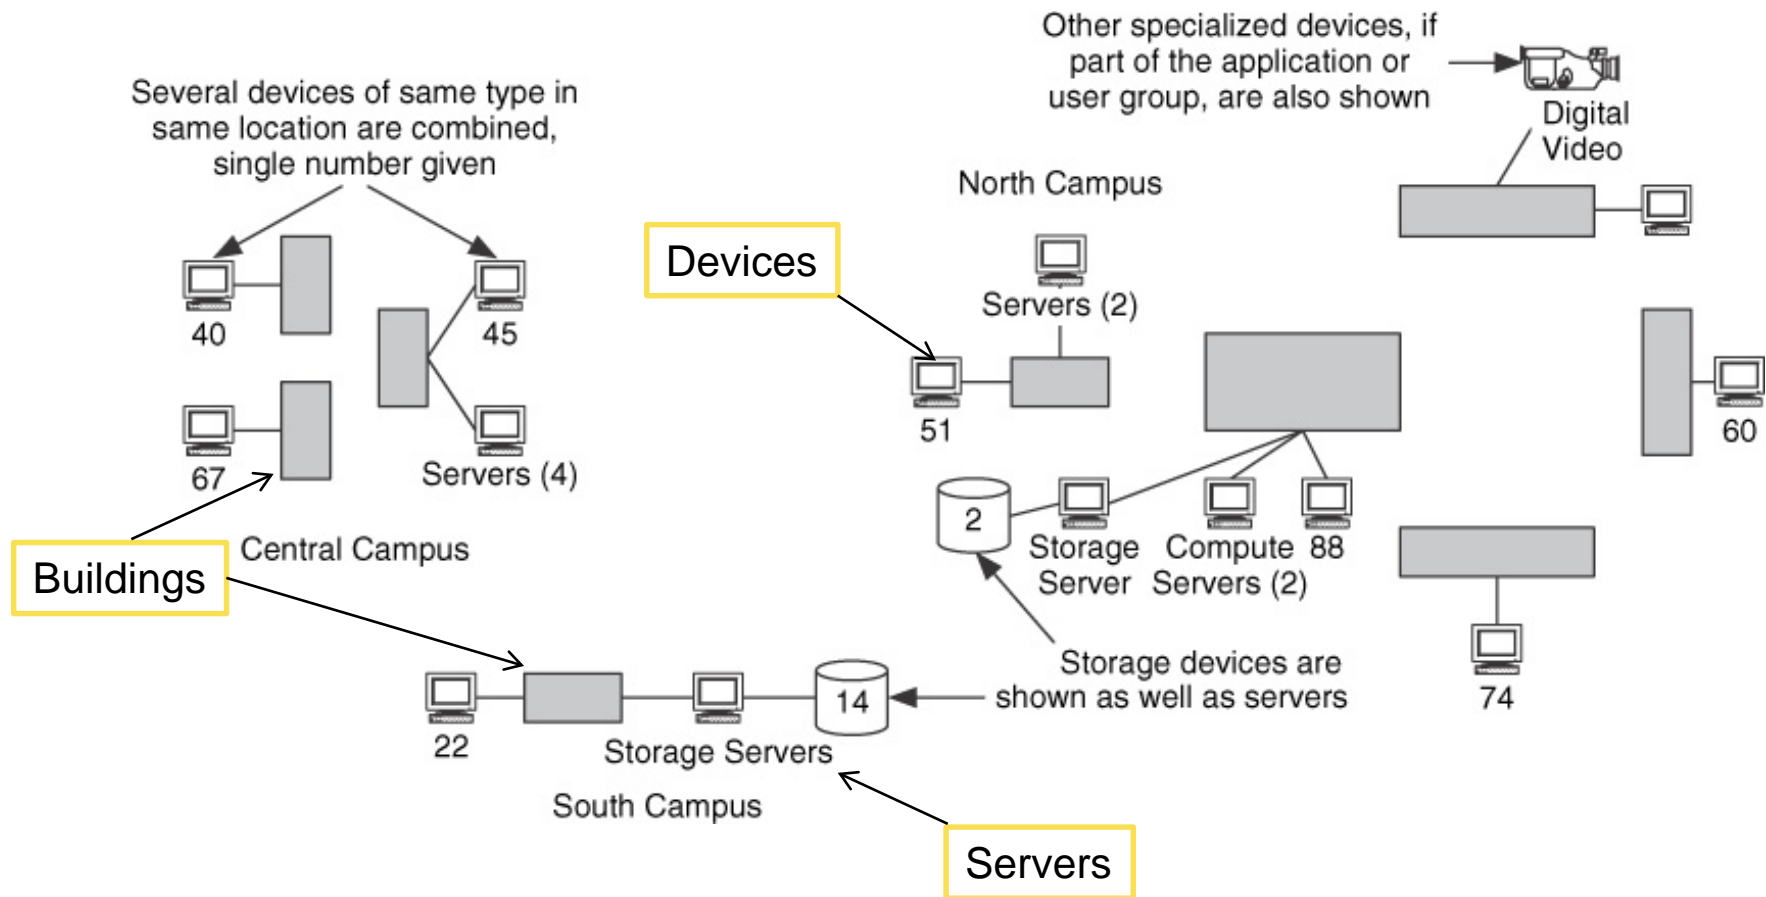 Other specialized devices, if
part of the application or
user group, are also shown
Digital
Video
Several devices of same type in
same location are combined,
single number given
North Campus
Devices
Servers (2)
40
45
51
60
67
Servers (4)
2
Storage
Server
Compute
Servers (2)
88
Central Campus
Buildings
74
Storage devices are
shown as well as servers
14
22
Storage Servers
South Campus
Servers